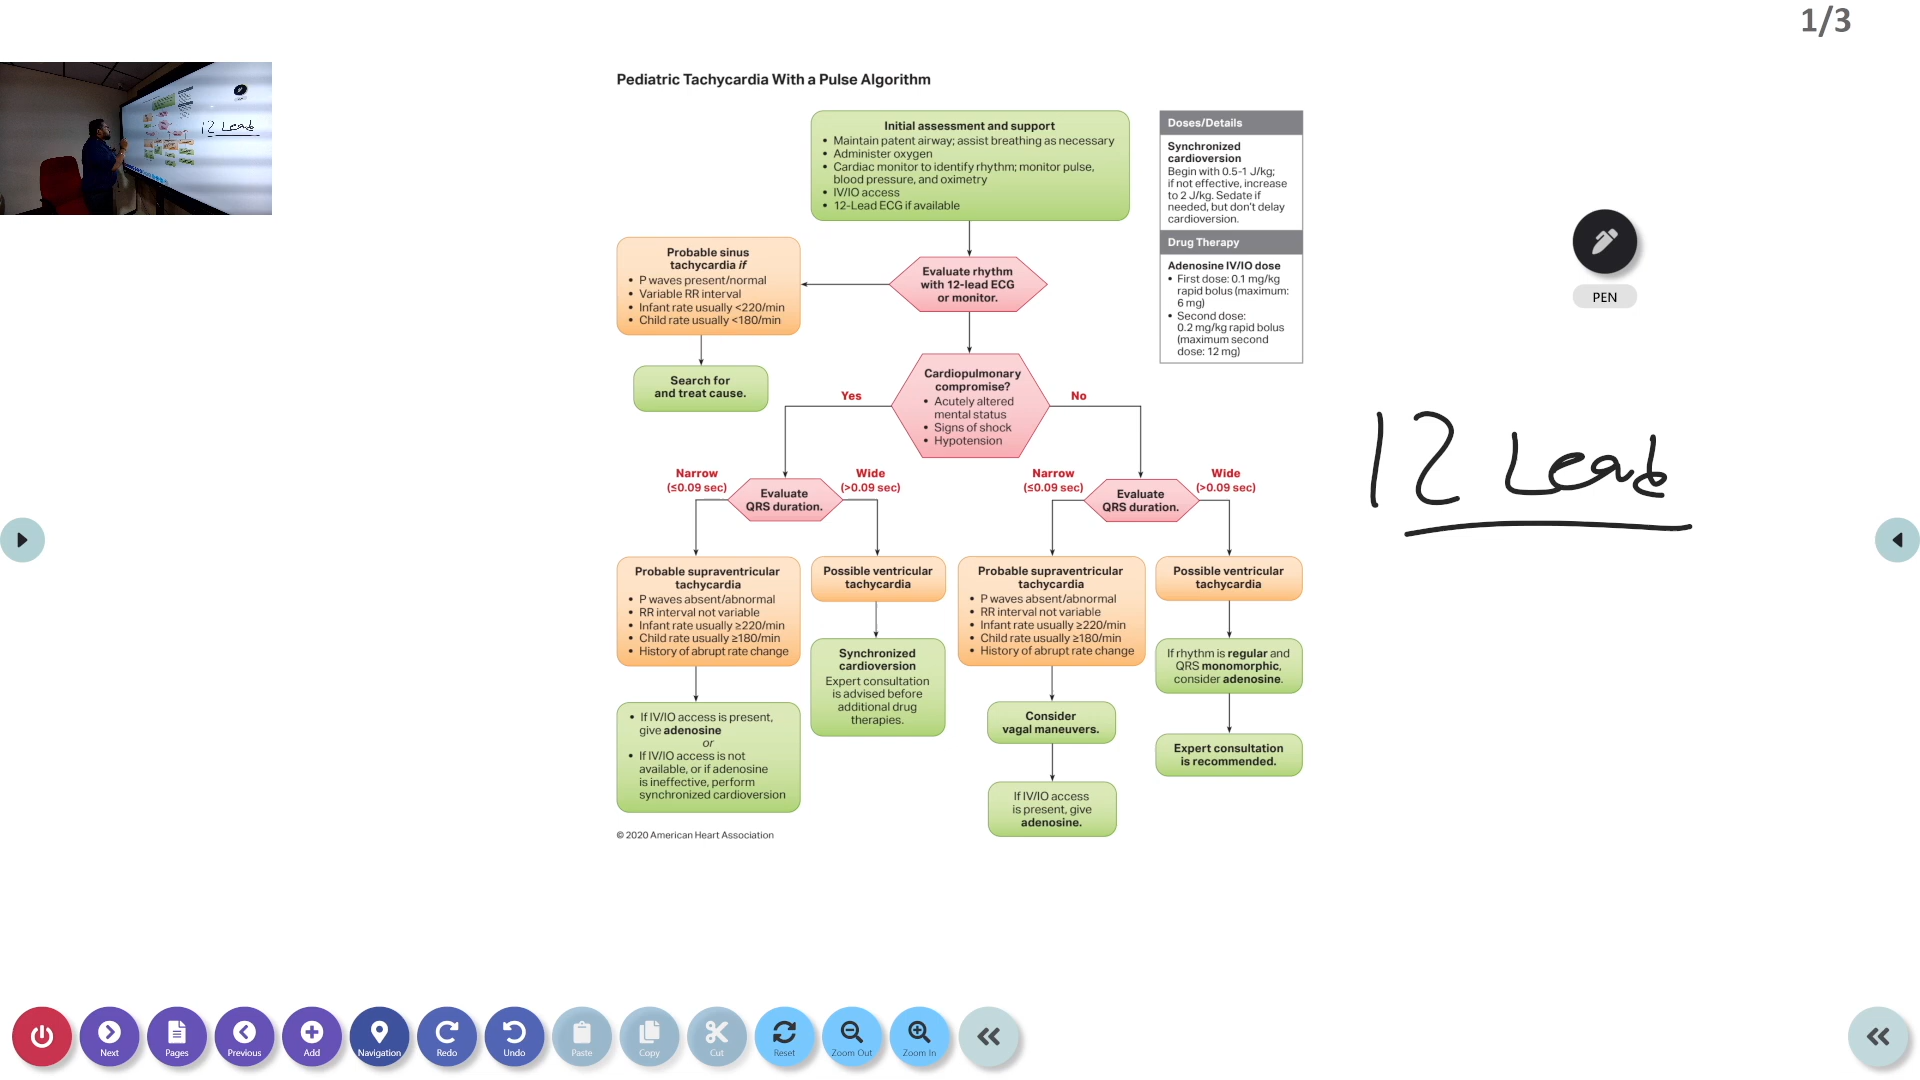 1/3
Pediatric Tachycardia With a Pulse Algorithm
Initial assessment and support
• Maintain patent airway; assist breathing as necessary
• Administer oxygen
• Cardiac monitor to identify rhythm; monitor pulse,
blood pressure, and oximetry
• IV/IO access
• 12-Lead ECG if available
Doses/Details
Synchronized
cardioversion
Begin with 0.5-1 J/kg;
if not effective, increase
to 2 J/kg. Sedate if
needed, but don't delay
cardioversion.
Drug Therapy
Adenosine IV/IO dose
• First dose: 0.1 mg/kg
rapid bolus (maximum:
6 mg)
• Second dose:
0.2 mg/kg rapid bolus
(maximum second
dose: 12 mg)
Probable sinus
tachycardia if
• P waves present/normal
• Variable RR interval
• Infant rate usually <220/min
• Child rate usually <180/min
Evaluate rhythm
with 12-lead ECG
or monitor.
Search for
and treat cause.
Cardiopulmonary
compromise?
• Acutely altered
mental status
• Signs of shock
• Hypotension
Yes
No
Narrow
(≤0.09 sec)
Evaluate
QRS duration.
Wide
(>0.09 sec)
Narrow
(≤0.09 sec)
Evaluate
QRS duration.
Wide
(>0.09 sec)
Probable supraventricular
tachycardia
• P waves absent/abnormal
• RR interval not variable
• Infant rate usually ≥220/min
• Child rate usually ≥180/min
• History of abrupt rate change
Possible ventricular
tachycardia
Probable supraventricular
tachycardia
• P waves absent/abnormal
• RR interval not variable
• Infant rate usually ≥220/min
• Child rate usually ≥180/min
• History of abrupt rate change
Possible ventricular
tachycardia
• If IV/IO access is present,
give adenosine
or
• If IV/IO access is not
available, or if adenosine
is ineffective, perform
synchronized cardioversion
Synchronized
cardioversion
Expert consultation
is advised before
additional drug
therapies.
Consider
vagal maneuvers.
If IV/IO access
is present, give
adenosine.
If rhythm is regular and
QRS monomorphic,
consider adenosine.
Expert consultation
is recommended.
© 2020 American Heart Association
PEN
12 Lead
12 Lead
Next
Pages
Previous
Add
Navigation
Redo
Undo
Paste
Copy
Cut
Reset
Zoom Out
Zoom In